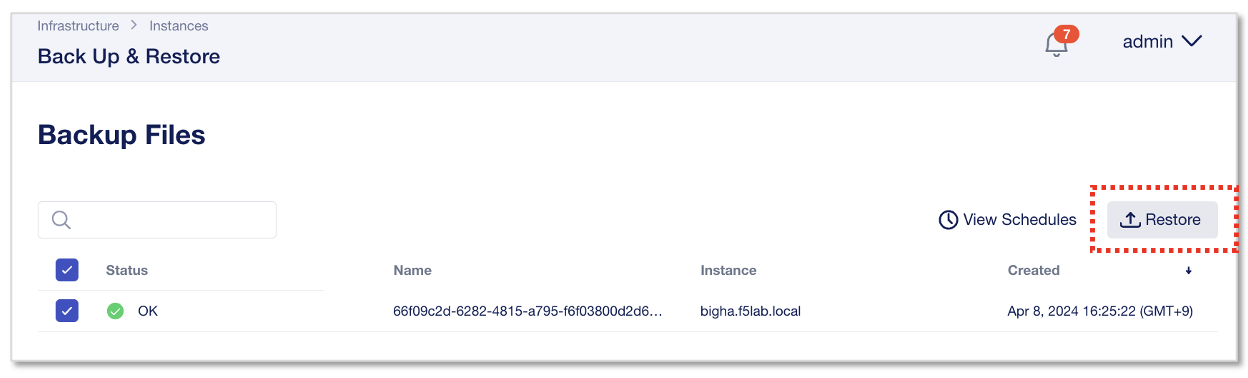 Infrastructure > Instances
Back Up & Restore
7
admin
Backup Files
View Schedules
Restore
Status Name Instance Created
OK 66f09c2d-6282-4815-a795-f6f03800d2d6... bigha.f5lab.local Apr 8, 2024 16:25:22 (GMT+9)